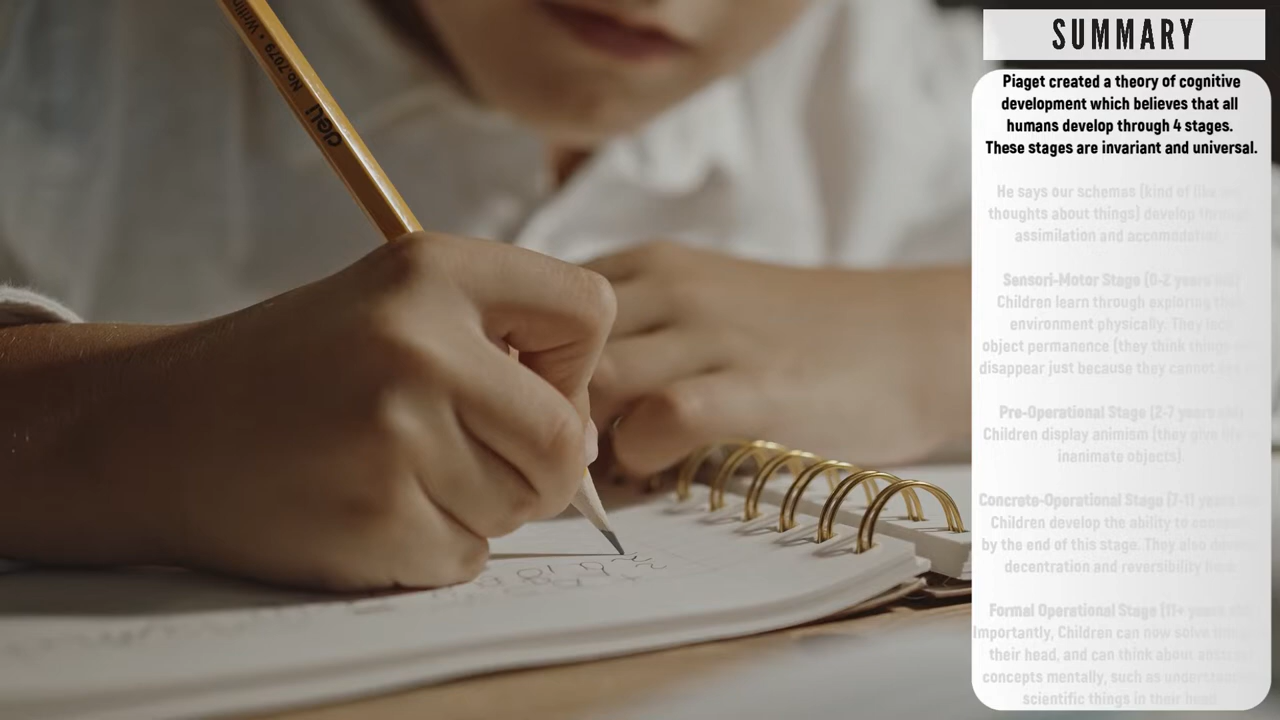 deli No.7079 • Writin
SUMMARY
Piaget created a theory of cognitive
development which believes that all
humans develop through 4 stages.
These stages are invariant and universal.
He says our schemas (kind of like
thoughts about things) develop through
assimilation and accomodation.
Sensori-Motor Stage (0-2 years old)
Children learn through exploring the
environment physically. They lack
object permanence (they think things
disappear just because they cannot see
Pre-Operational Stage (2-7 years old)
Children display animism (they give life
inanimate objects).
Concrete-Operational Stage (7-11 years
Children develop the ability to
by the end of this stage. They also
decentration and reversibility here.
Formal Operational Stage (11+ years old)
Importantly, Children can now solve
their head, and can think about abstract
concepts mentally, such as understanding
scientific things in their head.